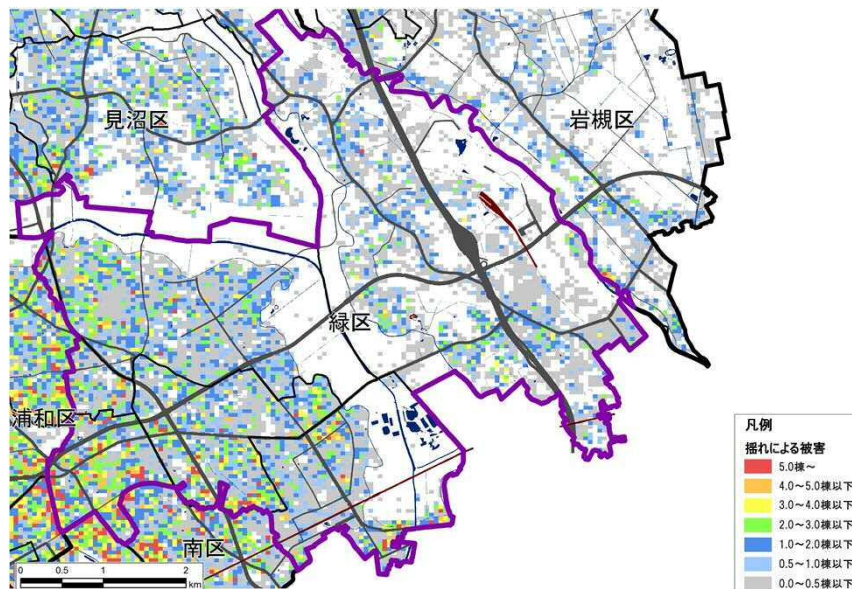 見沼区
岩槻区
緑区
浦和区
南区
0 0.5 1 2
km
凡例
揺れによる被害
5.0棟～
4.0～5.0棟以下
3.0～4.0棟以下
2.0～3.0棟以下
1.0～2.0棟以下
0.5～1.0棟以下
0.0～0.5棟以下